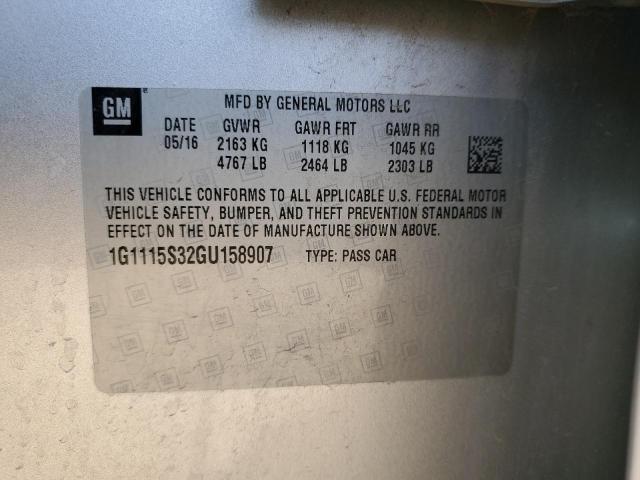 GM
MFD BY GENERAL MOTORS LLC
DATE GVWR GAWR FRT GAWR RR
05/16 2163 KG 1118 KG 1045 KG
4767 LB 2464 LB 2303 LB
THIS VEHICLE CONFORMS TO ALL APPLICABLE U.S. FEDERAL MOTOR
VEHICLE SAFETY, BUMPER, AND THEFT PREVENTION STANDARDS IN
EFFECT ON THE DATE OF MANUFACTURE SHOWN ABOVE.
1G1115S32GU158907 TYPE: PASS CAR